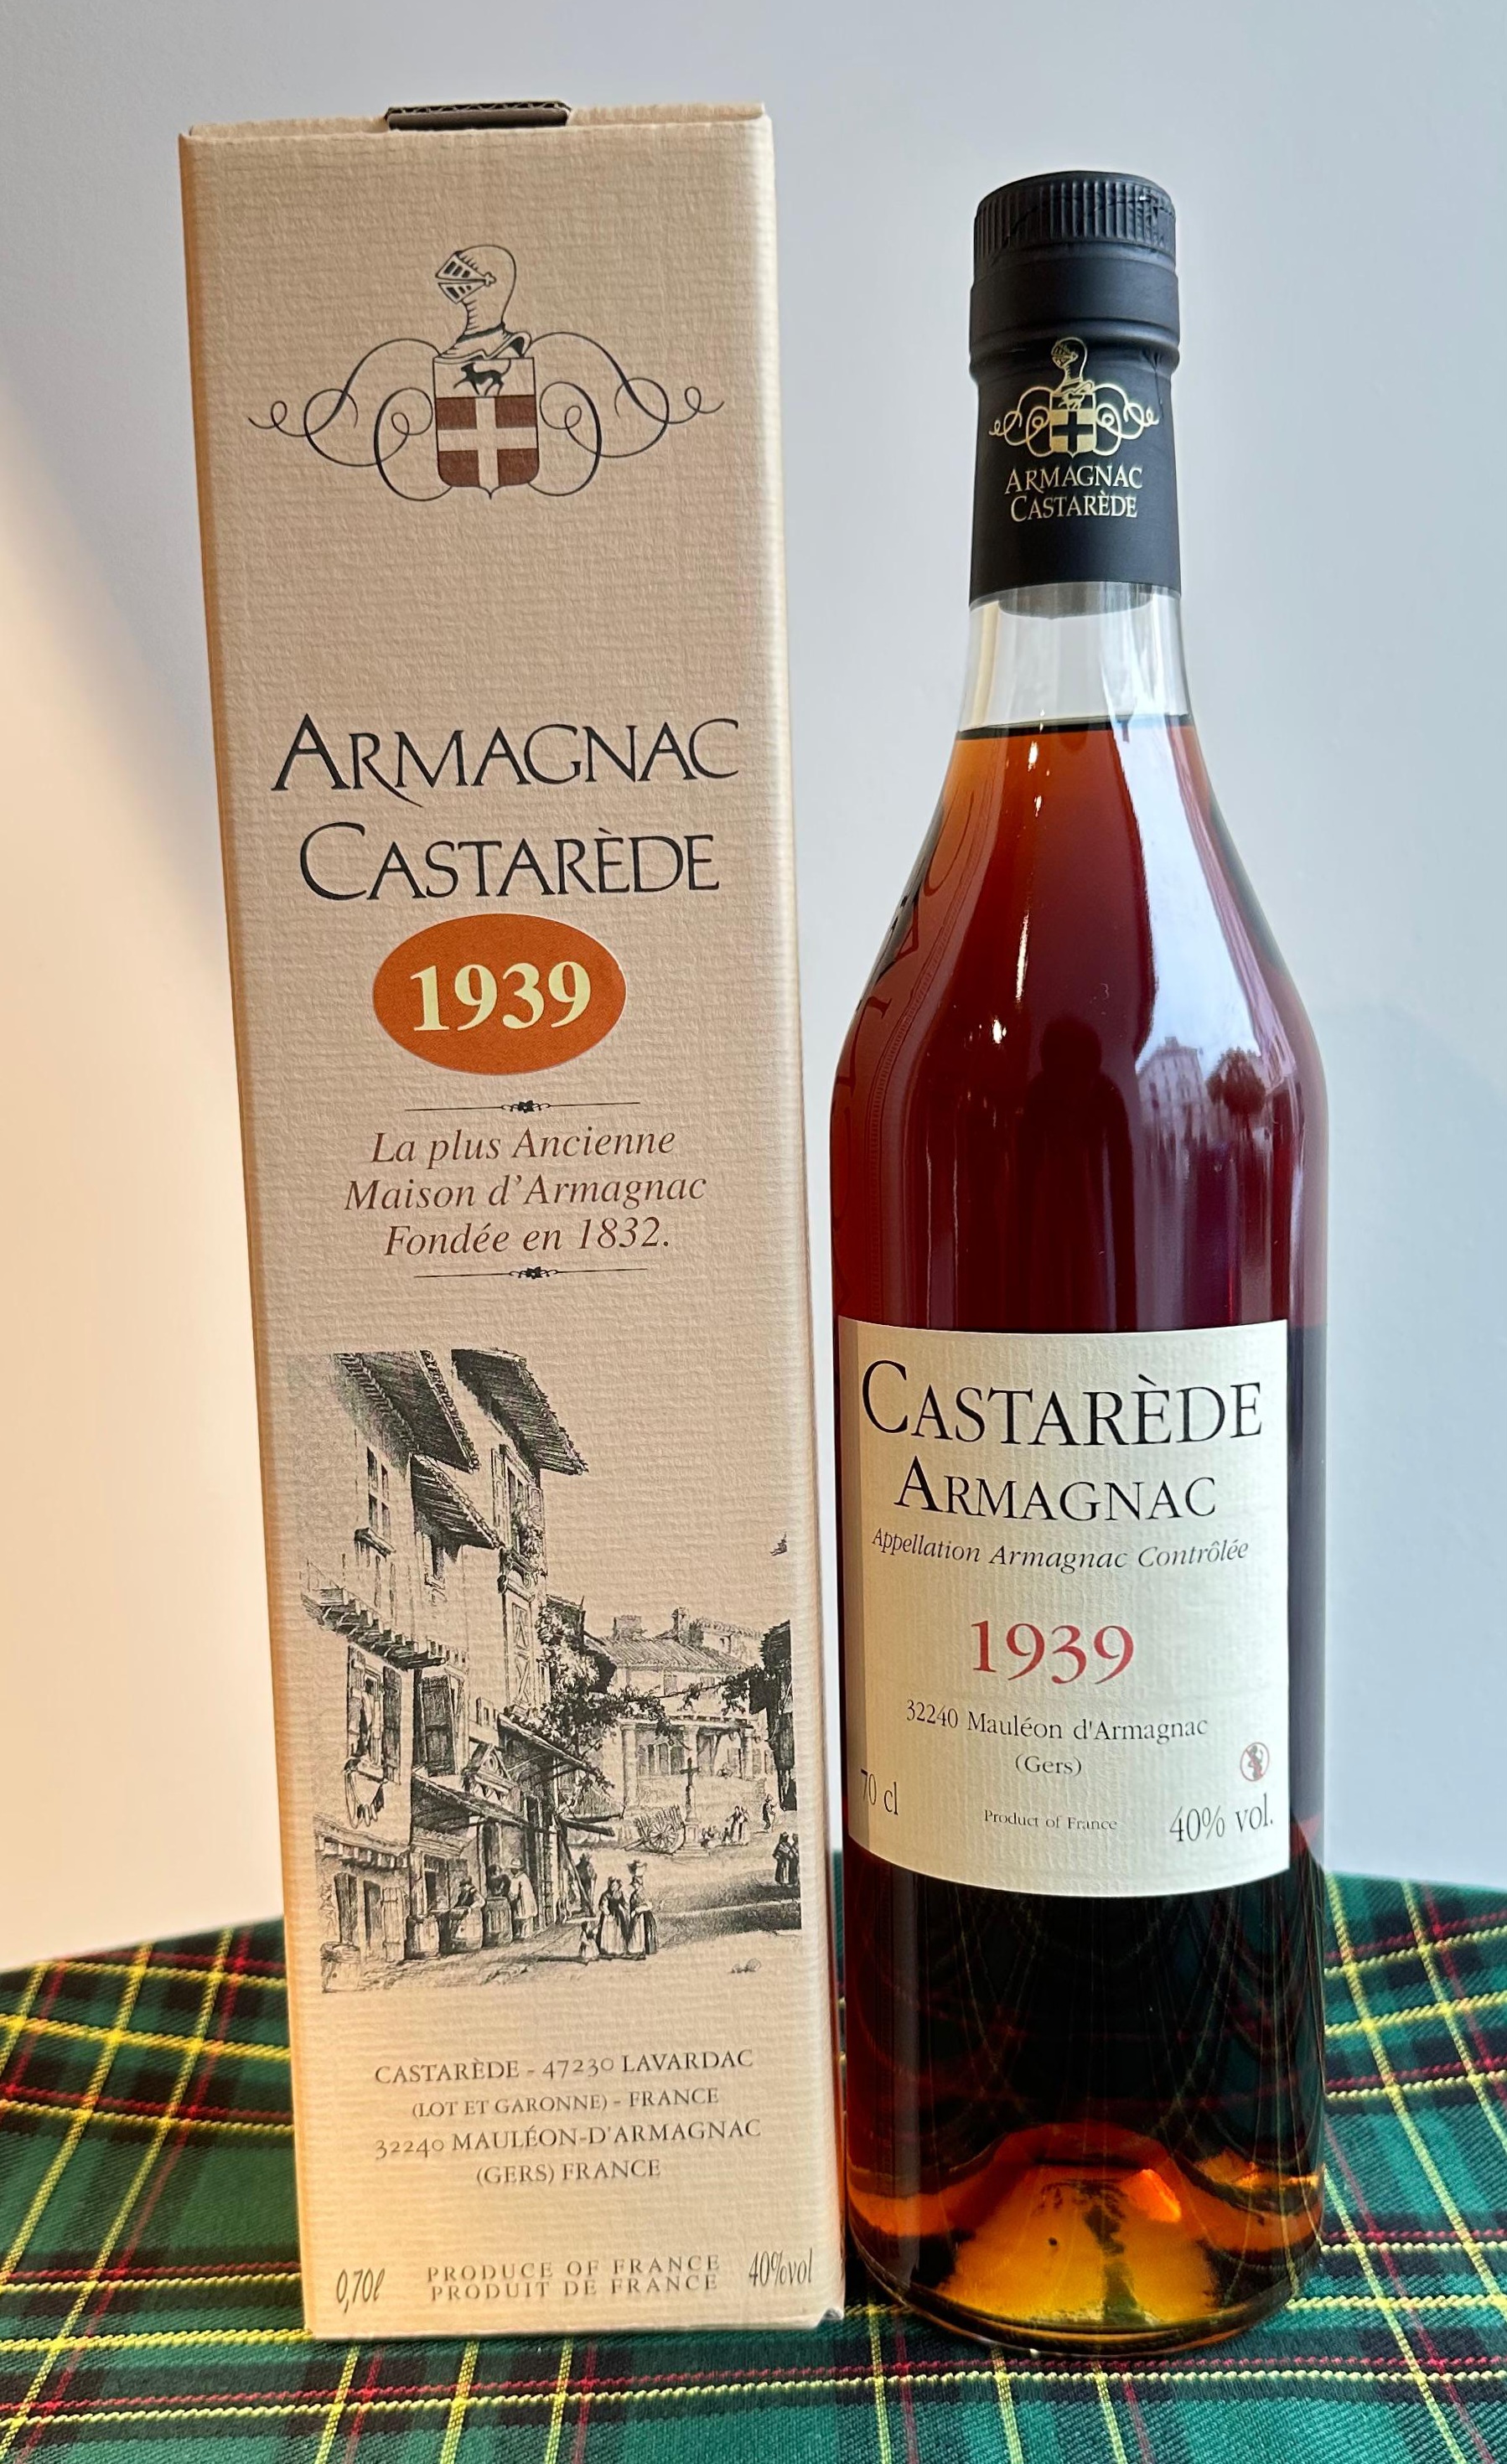 ARMAGNAC
CASTARÈDE
1939
La plus Ancienne
Maison d'Armagnac
Fondée en 1832.
CASTARÈDE - 47230 LAVARDAC
(LOT ET GARONNE) - FRANCE
32240 MAULÉON-D'ARMAGNAC
(GERS) FRANCE
0,70l
PRODUCE OF FRANCE
PRODUIT DE FRANCE
40%vol
ARMAGNAC
CASTARÈDE
CASTARÈDE
ARMAGNAC
Appellation Armagnac Contrôlée
1939
32240 Mauléon d'Armagnac
(Gers)
70 cl
Product of France
40% vol.